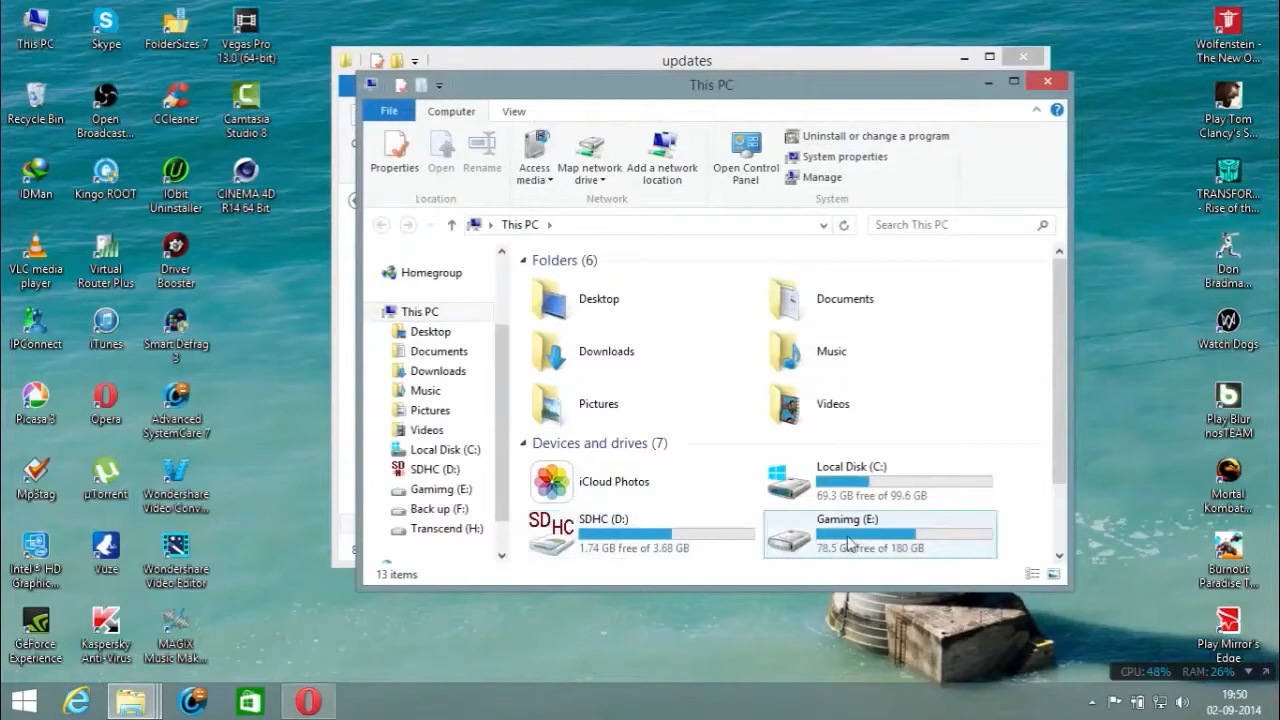 This PC
Skype
FolderSizes 7
Vegas Pro
13.0 (64-bit)
Recycle Bin
Open
Broadcast...
CCleaner
Camtasia
Studio 8
IDMan
Kingo ROOT
IObit
Uninstaller
CINEMA 4D
R14 64 Bit
VLC media
player
Virtual
Router Plus
Driver
Booster
IPConnect
iTunes
Smart Defrag
3
Picasa 3
Opera
Advanced
SystemCare 7
Mp3tag
µTorrent
Wondershare
Video Conv...
Intel® HD
Graphic...
Vuze
Wondershare
Video Editor
GeForce
Experience
Kaspersky
Anti-Virus
MAGIX
Music Mak...
updates
This PC
File
Computer
View
Properties
Open
Rename
Location
Access
media
Map network
drive
Add a network
location
Network
Open Control
Panel
Uninstall or change a program
System properties
Manage
System
This PC
Search This PC
Homegroup
This PC
Desktop
Documents
Downloads
Music
Pictures
Videos
Local Disk (C:)
SDHC (D:)
Gamimg (E:)
Back up (F:)
Transcend (H:)
Folders (6)
Desktop
Documents
Downloads
Music
Pictures
Videos
Devices and drives (7)
iCloud Photos
Local Disk (C:)
69.3 GB free of 99.6 GB
SDHC
SDHC (D:)
1.74 GB free of 3.68 GB
Gamimg (E:)
78.5 free of 180 GB
13 items
Wolfenstein -
The New O...
Play Tom
Clancy's S...
TRANSFOR...
- Rise of th...
Don
Bradma...
Watch Dogs
Play Blur
nosTEAM
Mortal
Kombat...
Burnout
Paradise T...
Play Mirror's
Edge
CPU: 48% RAM: 26%
19:50
02-09-2014